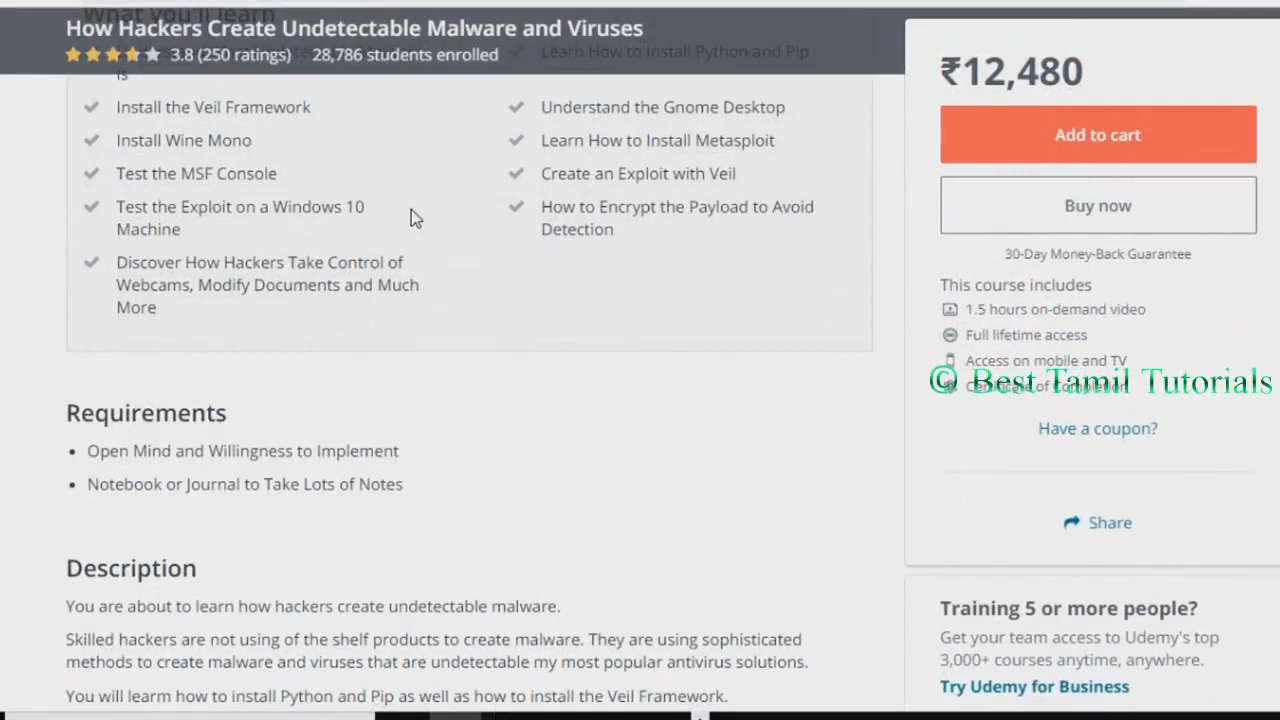 What you'll learn
How Hackers Create Undetectable Malware and Viruses
3.8 (250 ratings) 28,786 students enrolled
Learn How to Install Python and Pip
is
Install the Veil Framework
Understand the Gnome Desktop
Install Wine Mono
Learn How to Install Metasploit
Test the MSF Console
Create an Exploit with Veil
Test the Exploit on a Windows 10
Machine
How to Encrypt the Payload to Avoid
Detection
Discover How Hackers Take Control of
Webcams, Modify Documents and Much
More
Requirements
Open Mind and Willingness to Implement
Notebook or Journal to Take Lots of Notes
Description
You are about to learn how hackers create undetectable malware.
Skilled hackers are not using of the shelf products to create malware. They are using sophisticated
methods to create malware and viruses that are undetectable my most popular antivirus solutions.
You will learm how to install Python and Pip as well as how to install the Veil Framework.
₹12,480
Add to cart
Buy now
30-Day Money-Back Guarantee
This course includes
1.5 hours on-demand video
Full lifetime access
Access on mobile and TV
Certificate of Completion
© Best Tamil Tutorials
Have a coupon?
Share
Training 5 or more people?
Get your team access to Udemy's top
3,000+ courses anytime, anywhere.
Try Udemy for Business